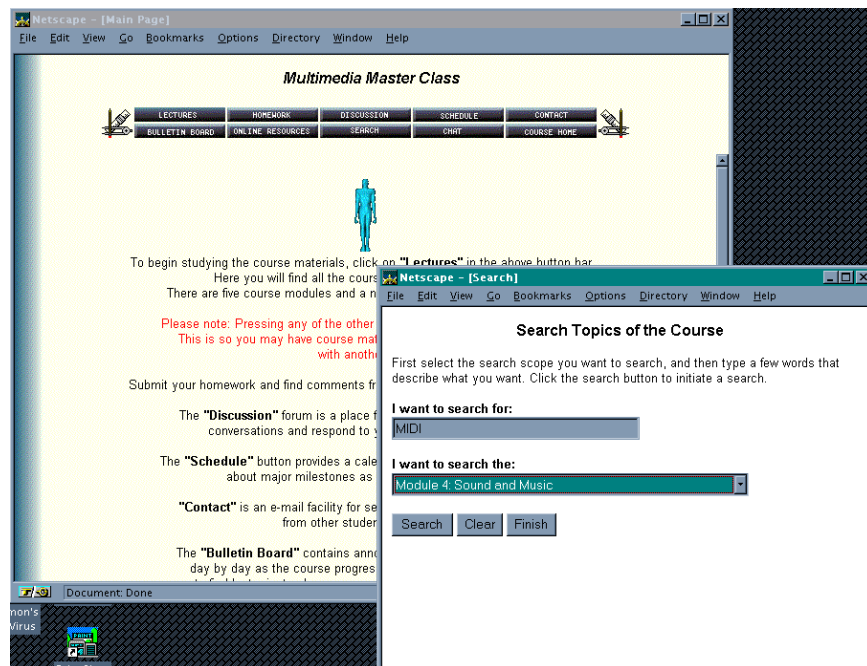 Netscape - [Main Page]
File Edit View Go Bookmarks Options Directory Window Help
Multimedia Master Class
LECTURES HOMEWORK DISCUSSION SCHEDULE CONTACT
BULLETIN BOARD ONLINE RESOURCES SEARCH CHAT COURSE HOME
To begin studying the course materials, click on "Lectures" in the above button bar.
Here you will find all the cours
There are five course modules and a n
Please note: Pressing any of the other
This is so you may have course mat
with anoth
Submit your homework and find comments fr
The "Discussion" forum is a place f
conversations and respond to y
The "Schedule" button provides a cale
about major milestones as
"Contact" is an e-mail facility for se
from other studen
The "Bulletin Board" contains anno
day by day as the course progres
Document: Done
mon's
Virus
Netscape - [Search]
File Edit View Go Bookmarks Options Directory Window Help
Search Topics of the Course
First select the search scope you want to search, and then type a few words that
describe what you want. Click the search button to initiate a search.
I want to search for:
MIDI
I want to search the:
Module 4: Sound and Music
Search Clear Finish